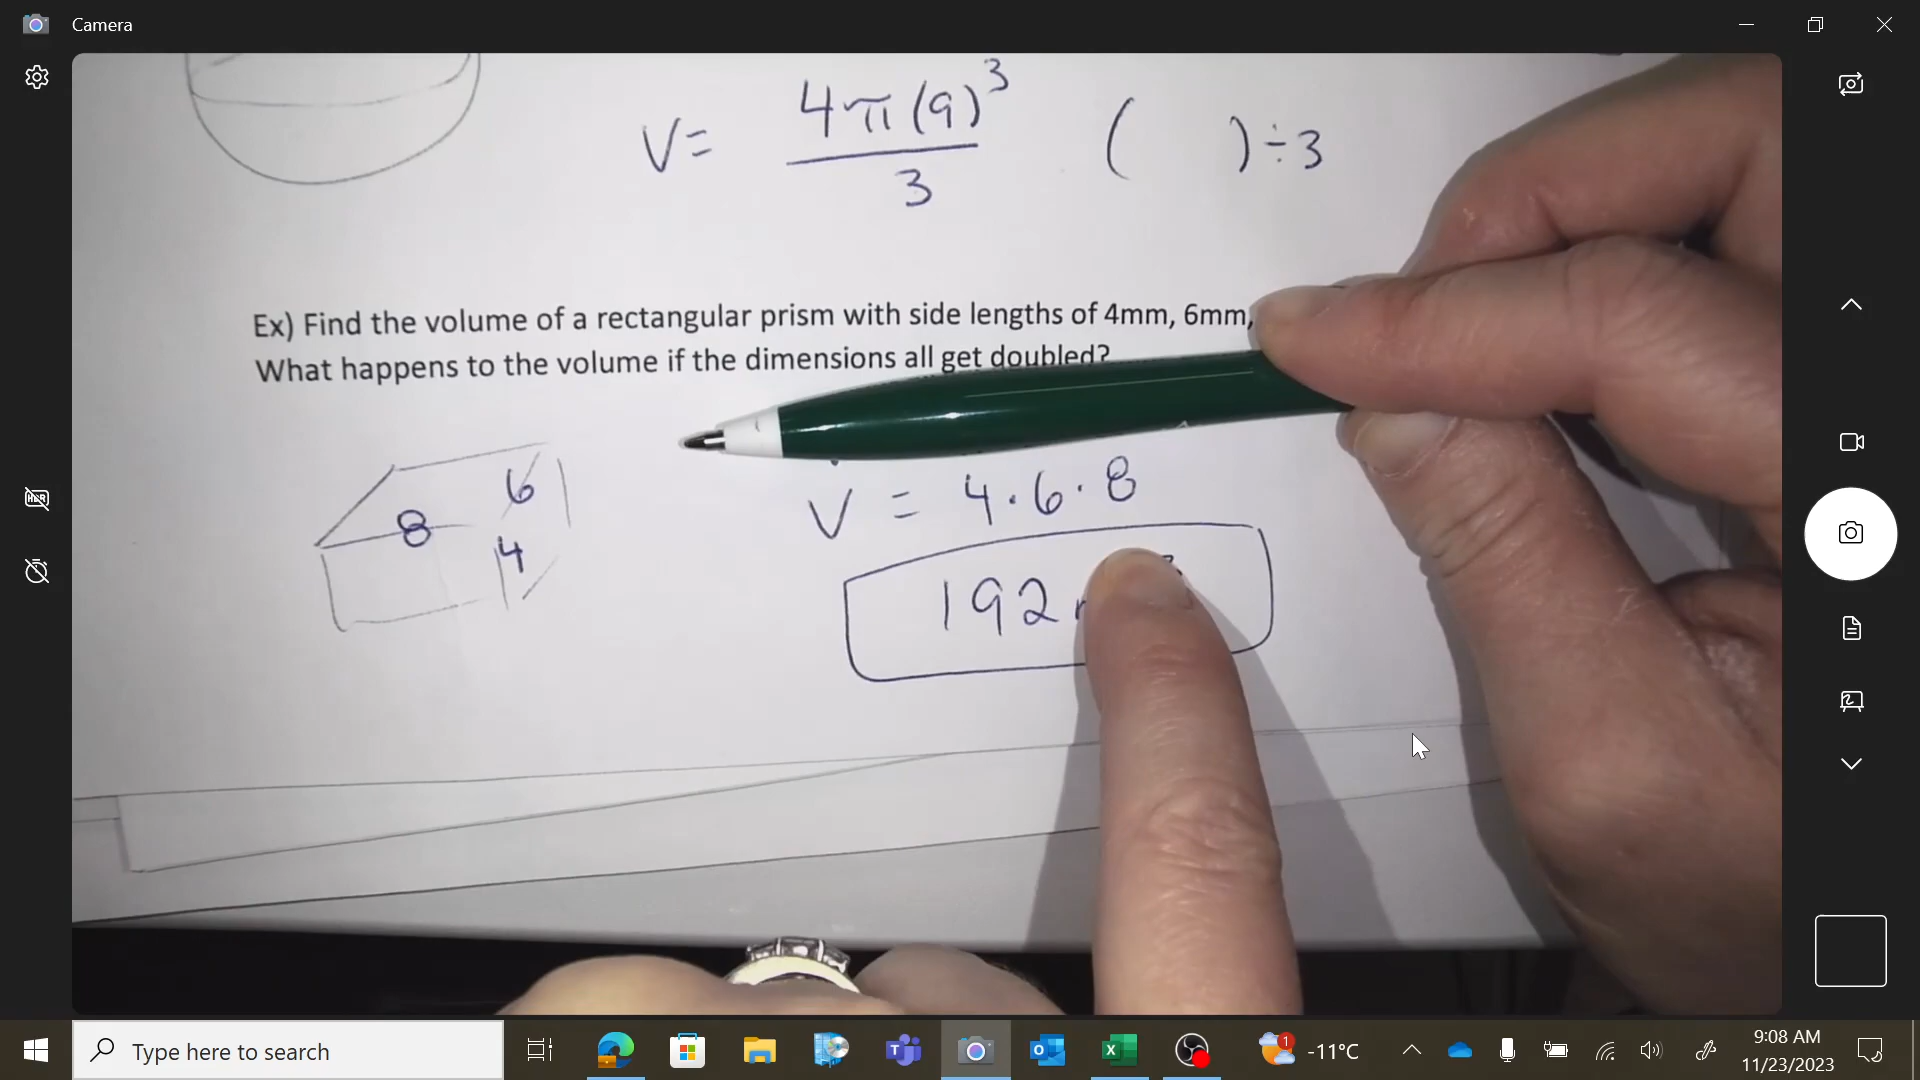 Camera
V= 4π(9)³ / 3 ( )÷3
Ex) Find the volume of a rectangular prism with side lengths of 4mm, 6mm,
What happens to the volume if the dimensions all get doubled?
8
6
4
V = 4·6·8
192
Type here to search
1
-11°C
9:08 AM
11/23/2023